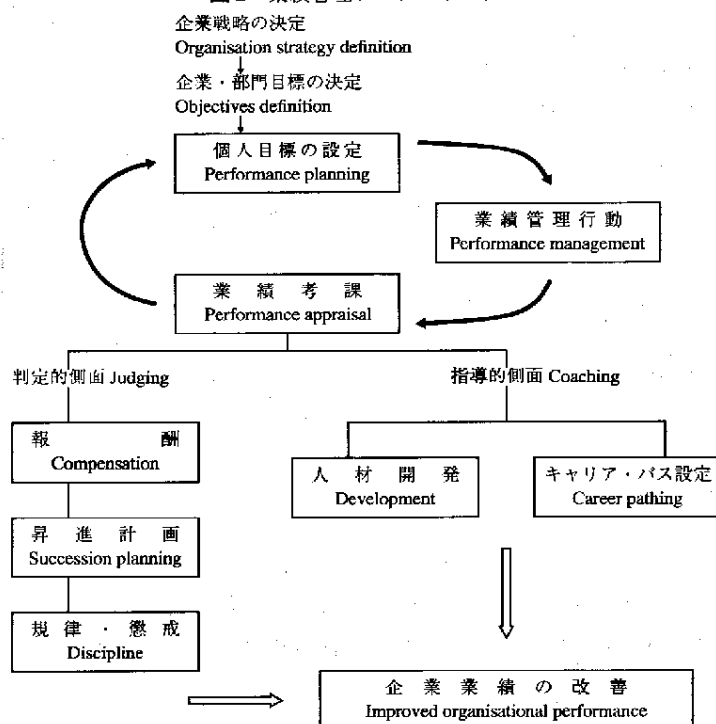 企業戦略の決定
Organisation strategy definition
企業・部門目標の決定
Objectives definition
個人目標の設定
Performance planning
業績管理行動
Performance management
業績考課
Performance appraisal
判定的側面 Judging
指導的側面 Coaching
報酬
Compensation
人材開発
Development
キャリア・パス設定
Career pathing
昇進計画
Succession planning
規律・懲戒
Discipline
企業業績の改善
Improved organisational performance